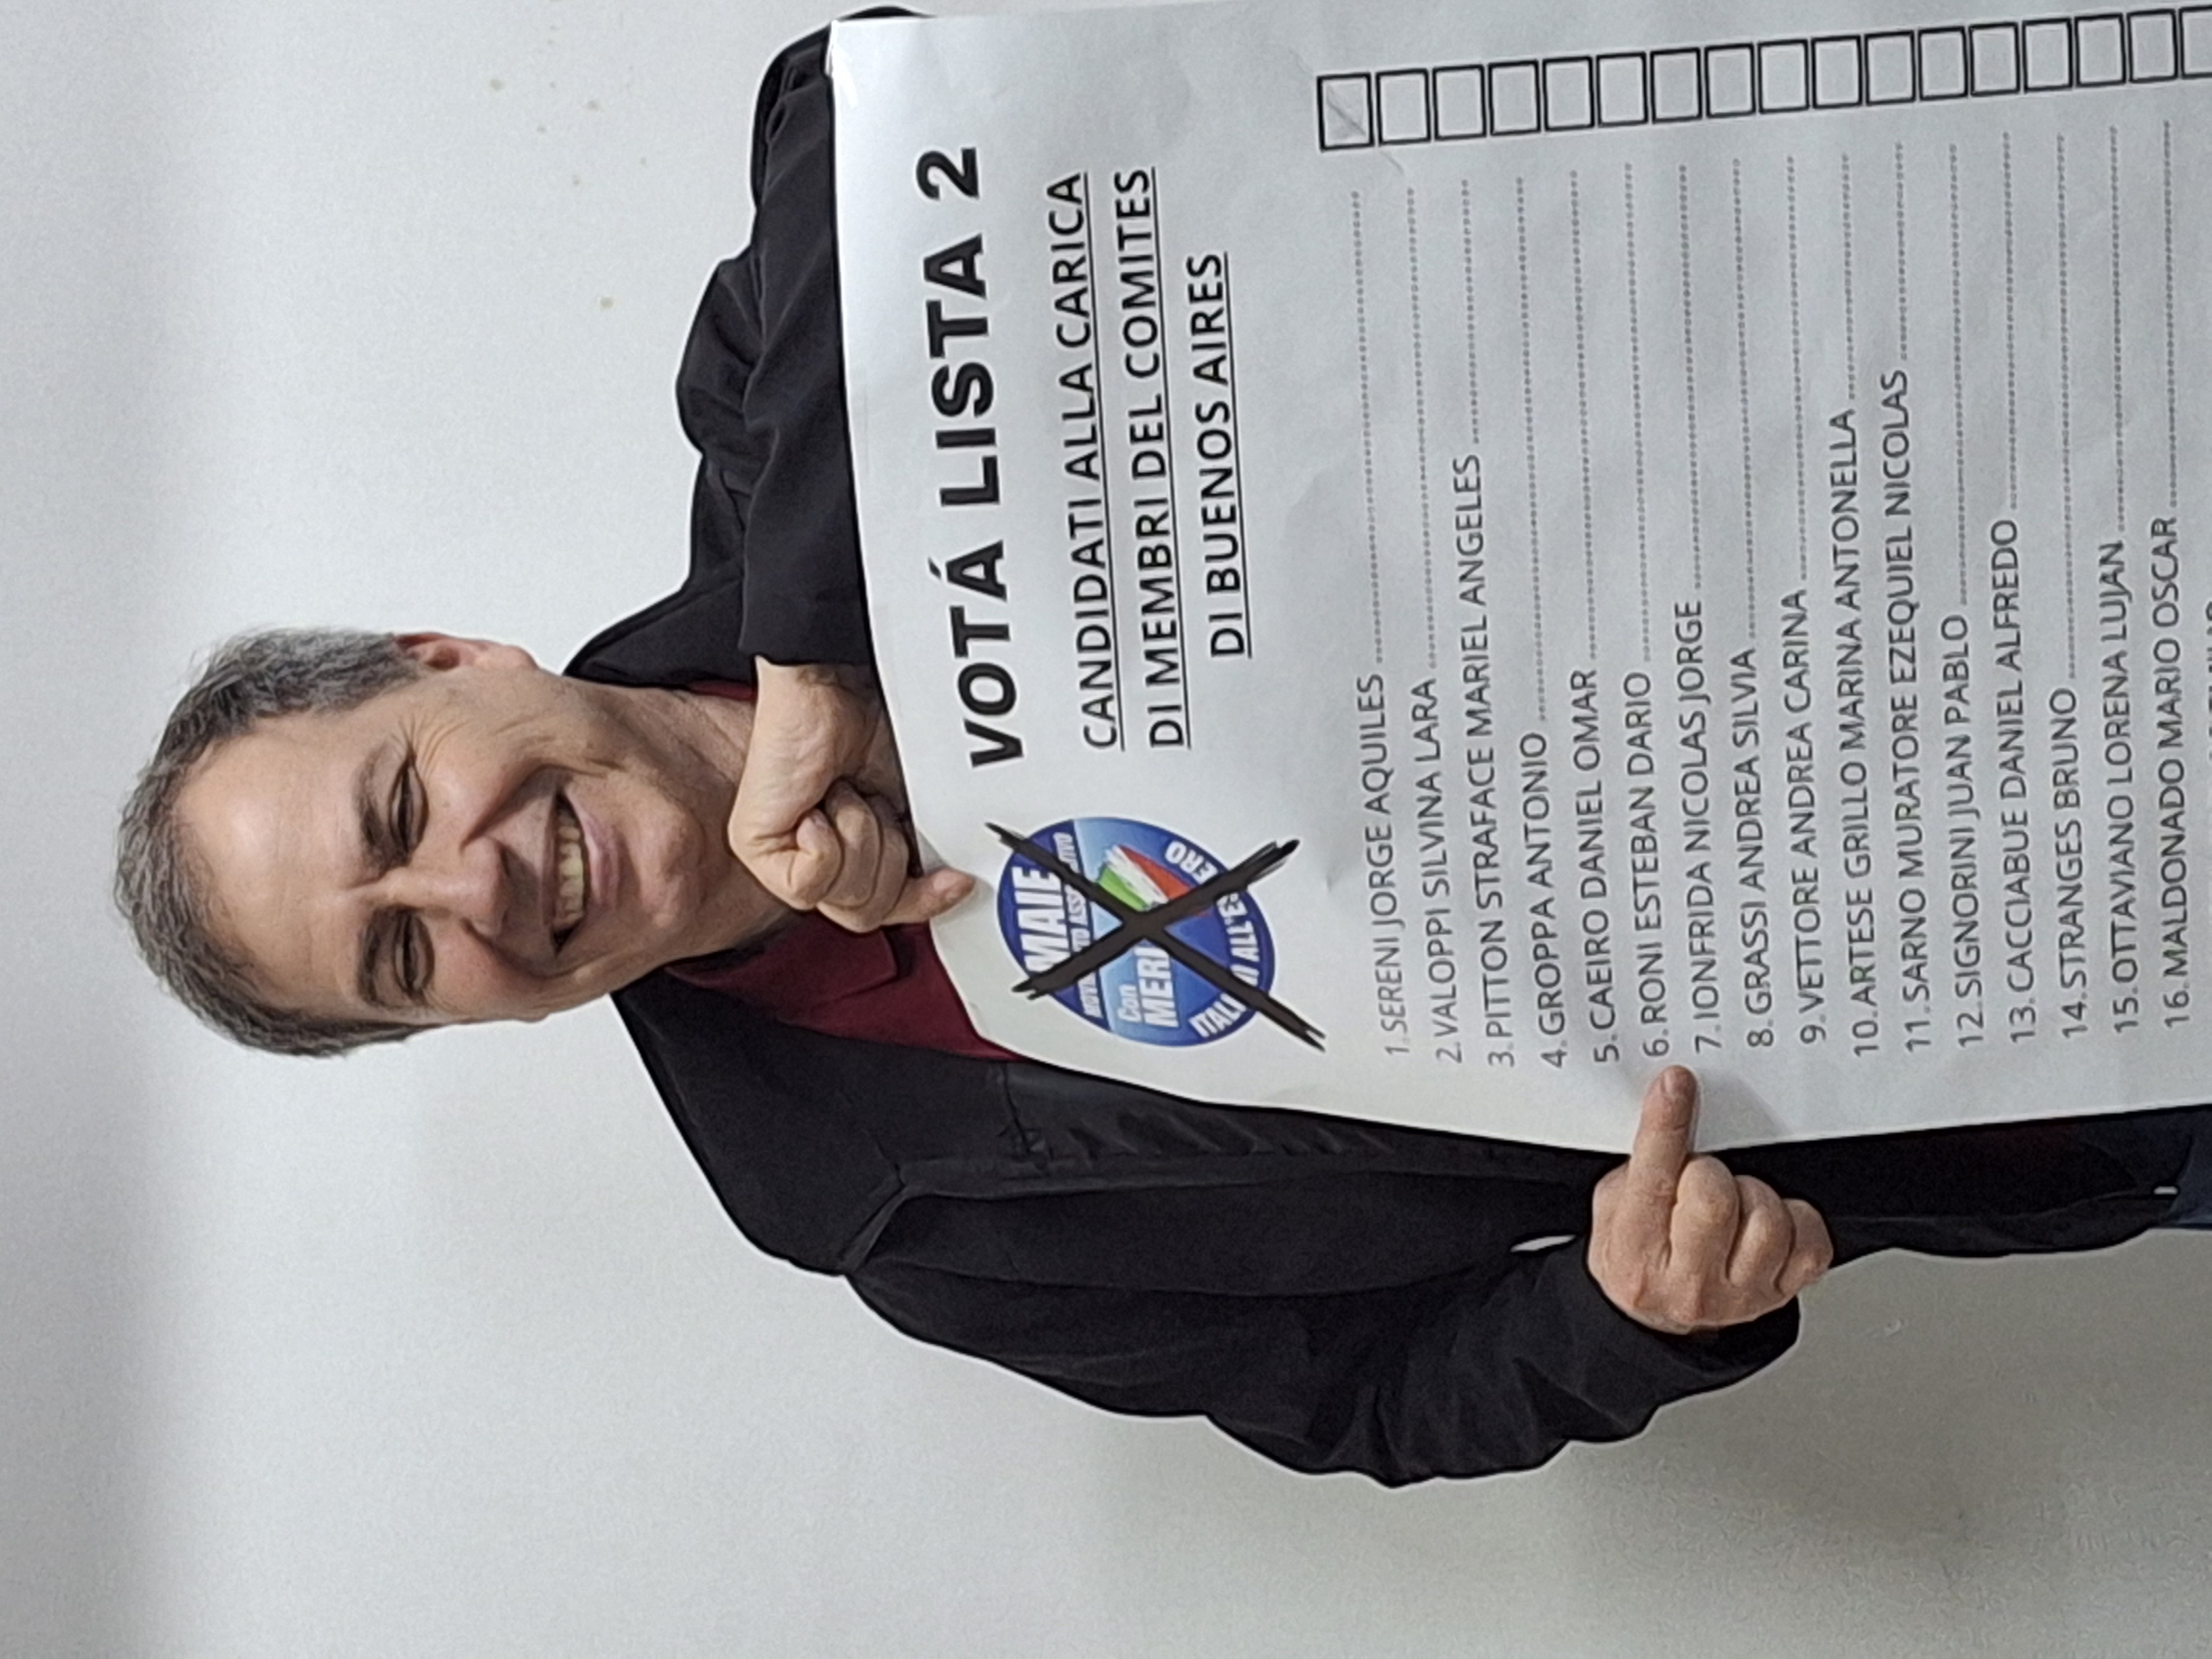 MAIE
Con
MERI
VOTÁ LISTA 2
CANDIDATI ALLA CARICA
DI MEMBRI DEL COMITES
DI BUENOS AIRES
1. SERENI JORGE AQUILES
2. VALOPPI SILVINA LARA
3. PITTON STRAFACE MARIEL ANGELES
4. GROPPA ANTONIO
5. CAEIRO DANIEL OMAR
6. RONI ESTEBAN DARIO
7. IONFRIDA NICOLAS JORGE
8. GRASSI ANDREA SILVIA
9. VETTORE ANDREA CARINA
10. ARTESE GRILLO MARINA ANTONELLA
11. SARNO MURATORE EZEQUIEL NICOLAS
12. SIGNORINI JUAN PABLO
13. CACCIABUE DANIEL ALFREDO
14. STRANGES BRUNO
15. OTTAVIANO LORENA LUJAN
16. MALDONADO MARIO OSCAR